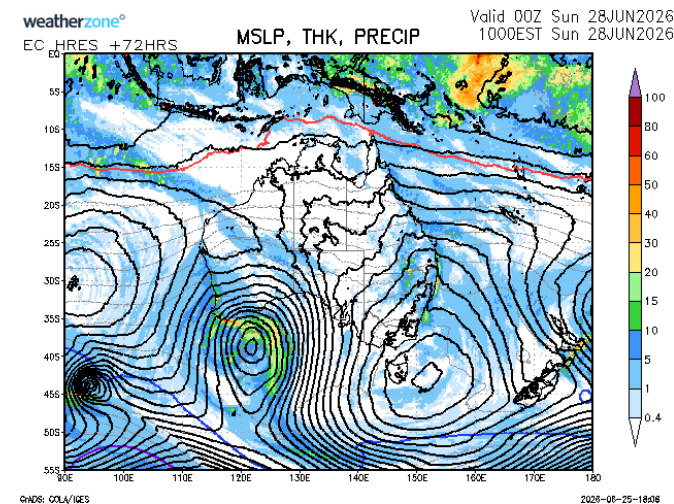 weatherzone°
Valid 00Z Sun 28JUN2026
1000EST Sun 28JUN2026
EC HRES +72HRS
MSLP, THK, PRECIP
EQ
5S
10S
15S
20S
25S
30S
35S
40S
45S
50S
55S
90E 100E 110E 120E 130E 140E 150E 160E 170E 180
100
80
60
50
40
30
20
15
10
5
1
0.4
GrADS: COLA/IGES
2026-06-25-18:06